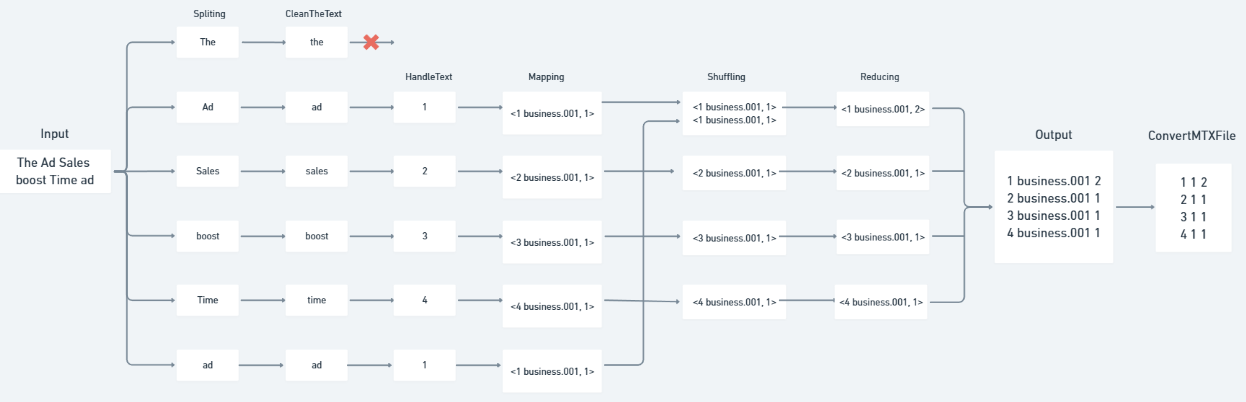 Spliting
CleanTheText
The
the
HandleText
Mapping
Shuffling
Reducing
Input
The Ad Sales
boost Time ad
Ad
ad
1
<1 business.001, 1>
<1 business.001, 1>
<1 business.001, 1>
<1 business.001, 2>
Sales
sales
2
<2 business.001, 1>
<2 business.001, 1>
<2 business.001, 1>
boost
boost
3
<3 business.001, 1>
<3 business.001, 1>
<3 business.001, 1>
Time
time
4
<4 business.001, 1>
<4 business.001, 1>
<4 business.001, 1>
ad
ad
1
<1 business.001, 1>
Output
1 business.001 2
2 business.001 1
3 business.001 1
4 business.001 1
ConvertMTXFile
1 1 2
2 1 1
3 1 1
4 1 1